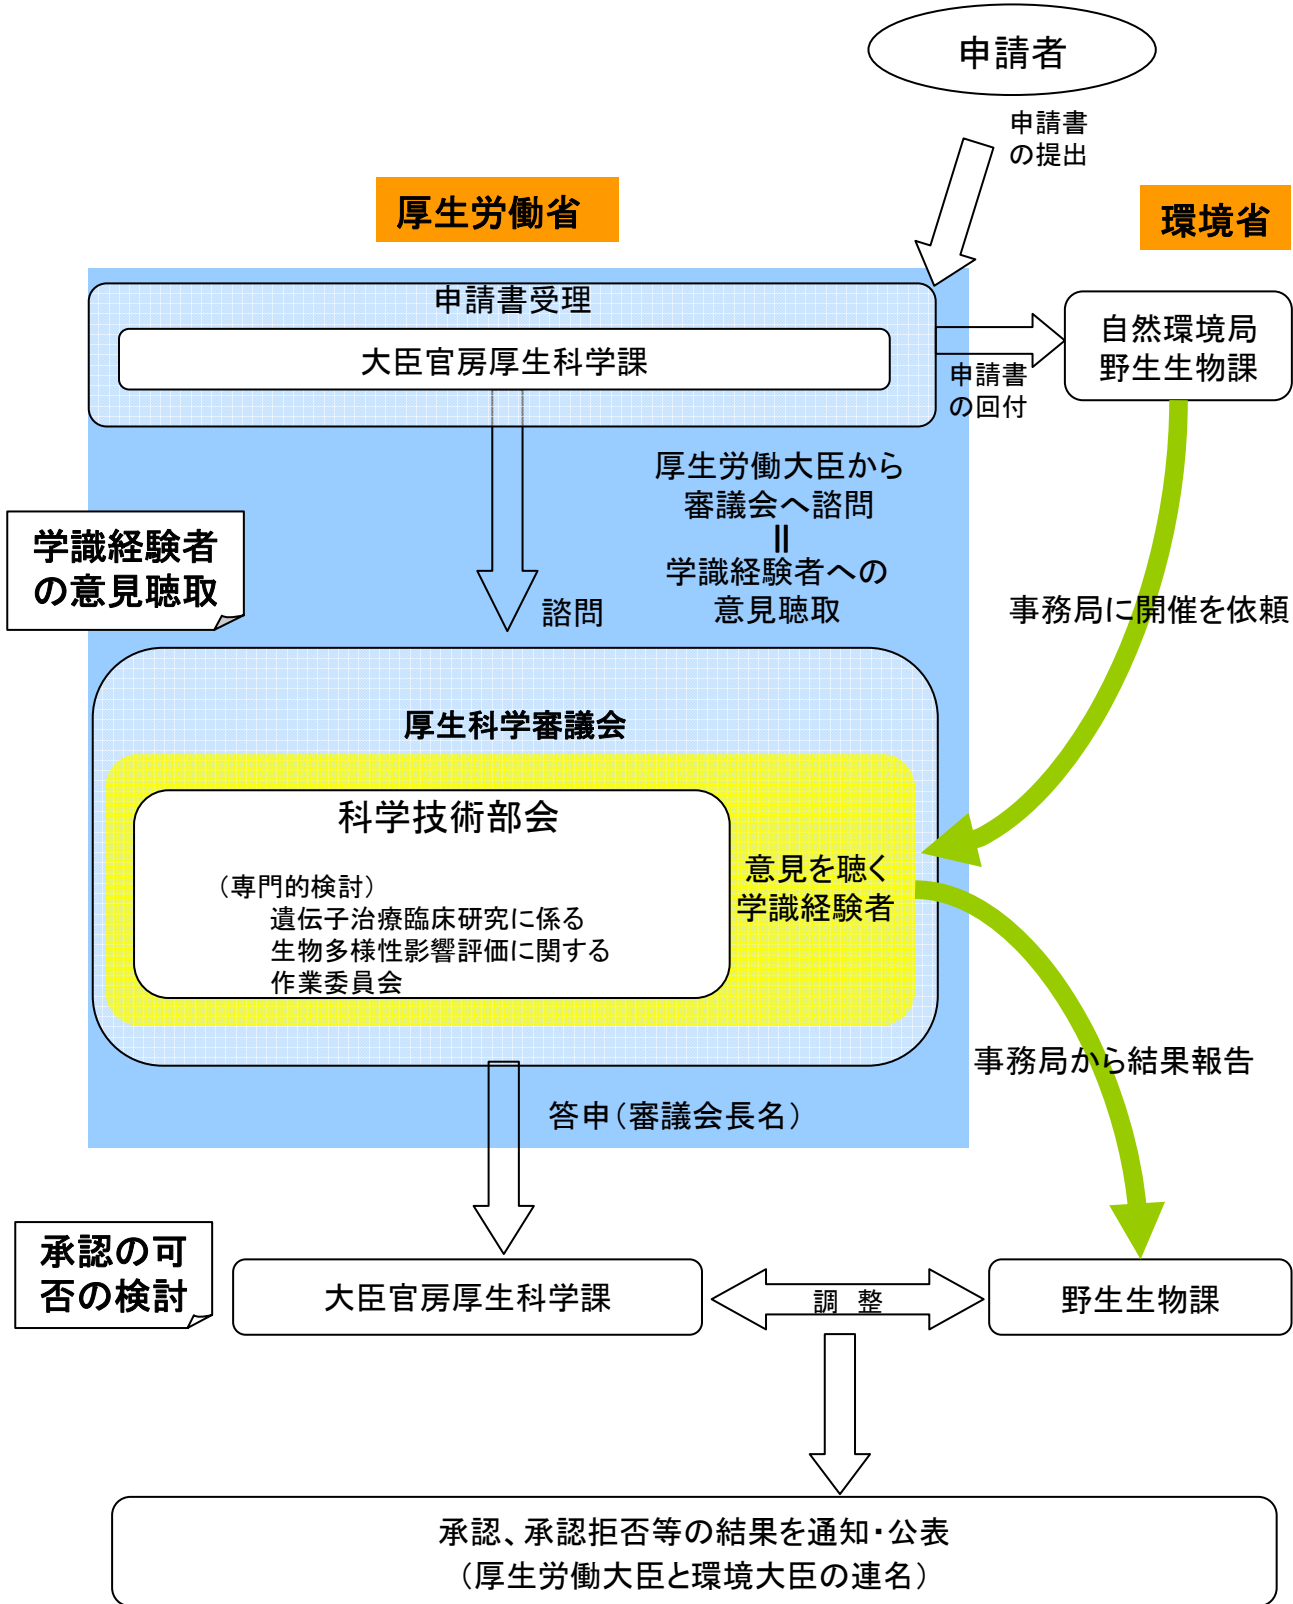 申請者
申請書
の提出
厚生労働省
環境省
申請書受理
大臣官房厚生科学課
自然環境局
野生生物課
申請書
の回付
厚生労働大臣から
審議会へ諮問
||
学識経験者への
意見聴取
学識経験者
の意見聴取
諮問
事務局に開催を依頼
厚生科学審議会
科学技術部会
（専門的検討）
遺伝子治療臨床研究に係る
生物多様性影響評価に関する
作業委員会
意見を聴く
学識経験者
事務局から結果報告
答申（審議会長名）
承認の可
否の検討
大臣官房厚生科学課
調 整
野生生物課
承認、承認拒否等の結果を通知・公表
（厚生労働大臣と環境大臣の連名）